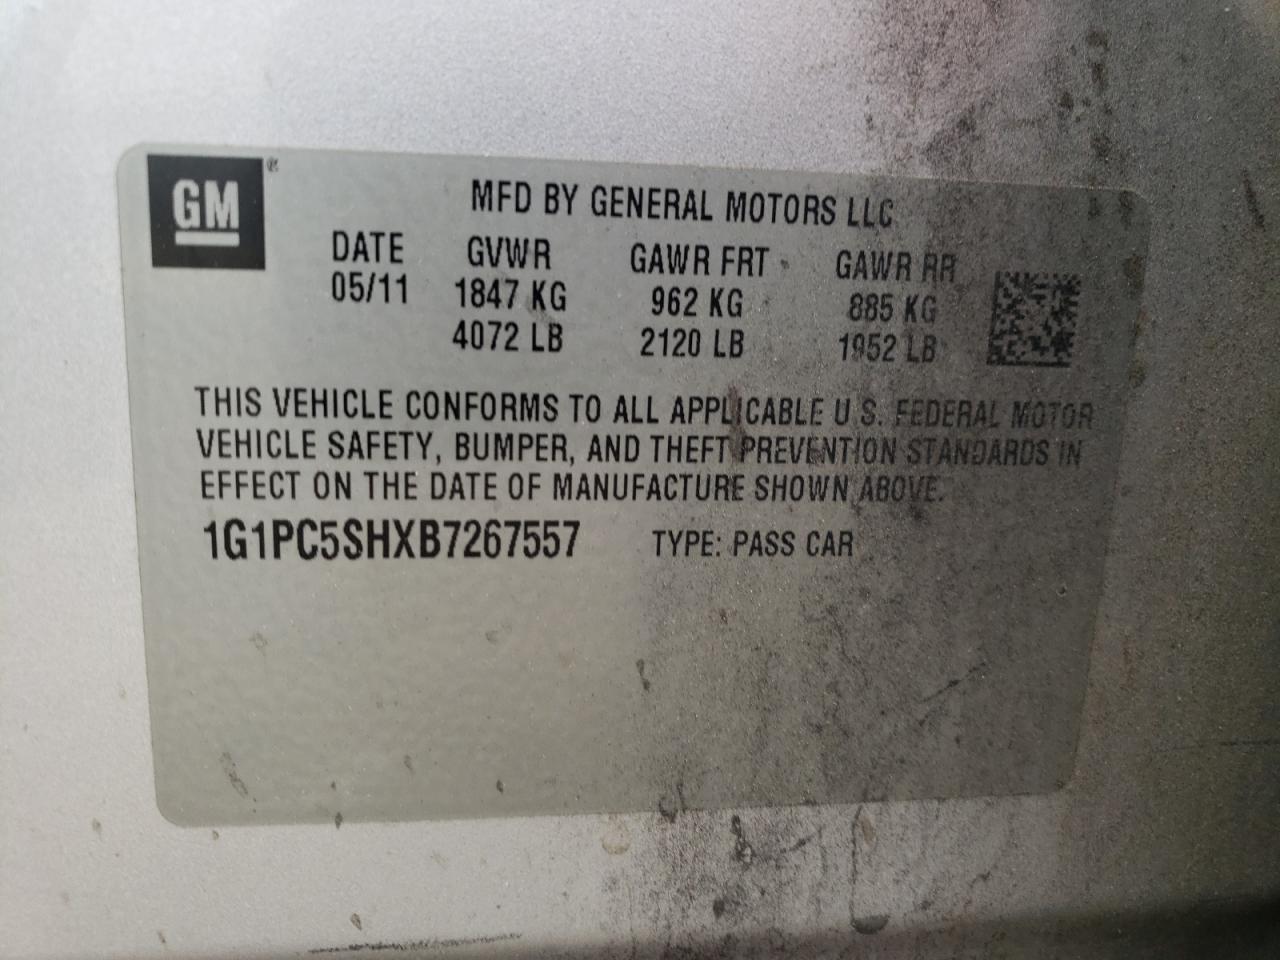 GM®
MFD BY GENERAL MOTORS LLC
DATE GVWR GAWR FRT GAWR RR
05/11 1847 KG 962 KG 885 KG
4072 LB 2120 LB 1952 LB
THIS VEHICLE CONFORMS TO ALL APPLICABLE U.S. FEDERAL MOTOR
VEHICLE SAFETY, BUMPER, AND THEFT PREVENTION STANDARDS IN
EFFECT ON THE DATE OF MANUFACTURE SHOWN ABOVE.
1G1PC5SHXB7267557 TYPE: PASS CAR